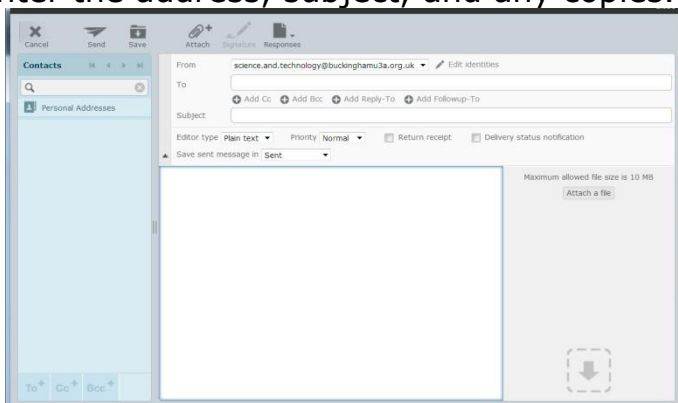 nter the address, subject, and any copies.
Cancel Send Save Attach Signature Responses
Contacts
From science.and.technology@buckinghamu3a.org.uk Edit identities
To
Add Cc Add Bcc Add Reply-To Add Followup-To
Subject
Personal Addresses
Editor type Plain text Priority Normal Return receipt Delivery status notification
Save sent message in Sent
Maximum allowed file size is 10 MB
Attach a file
To+ Cc+ Bcc+